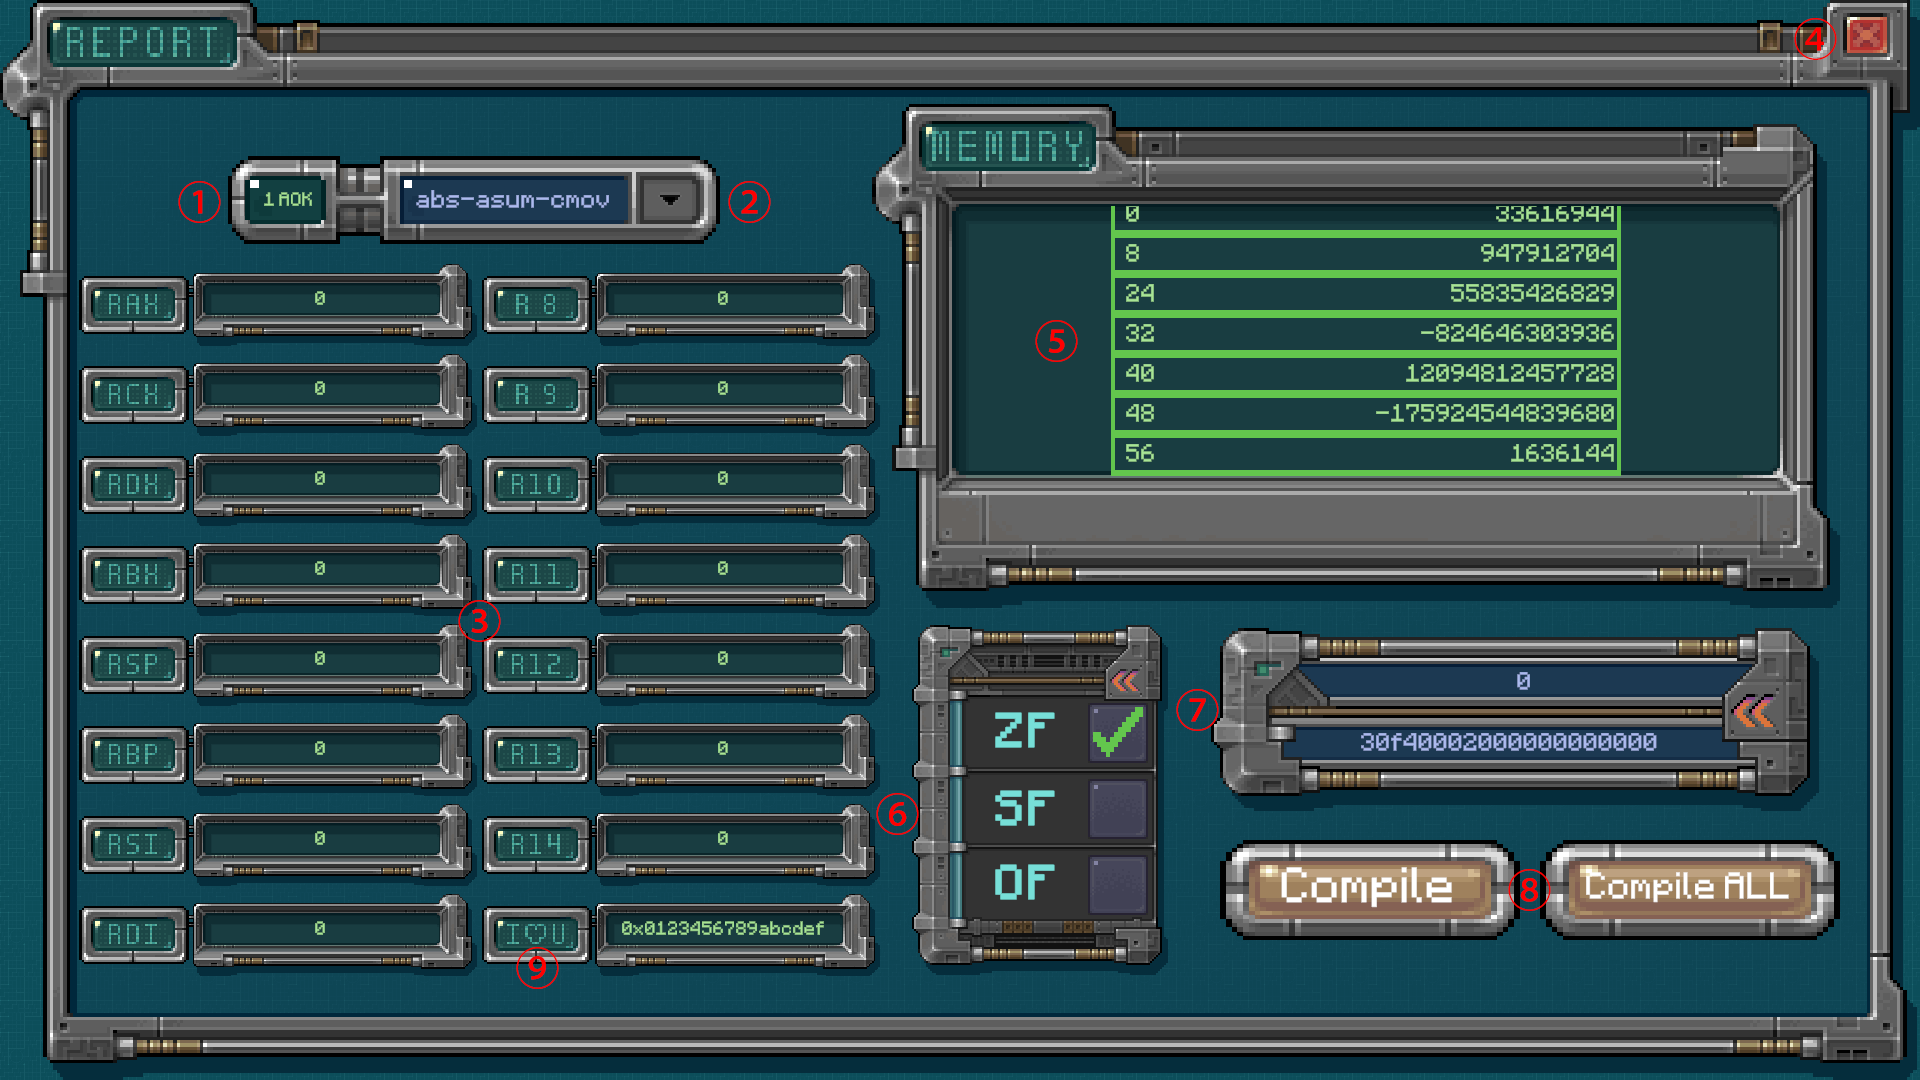 REPORT
④
① 1 AOK abs-asum-cmov ②
RAX 0 R 8 0
RCX 0 R 9 0
RDX 0 R10 0
RBX 0 R11 0
③
RSP 0 R12 0
RBP 0 R13 0
RSI 0 R14 0
RDI 0 I♡U 0x0123456789abcdef
⑨
MEMORY
⑤
0 33616944
8 947912704
24 55835426829
32 -824646303936
40 12094812457728
48 -175924544839680
56 1636144
⑥
ZF
SF
OF
⑦
0
30f40002000000000000
Compile ⑧ Compile ALL